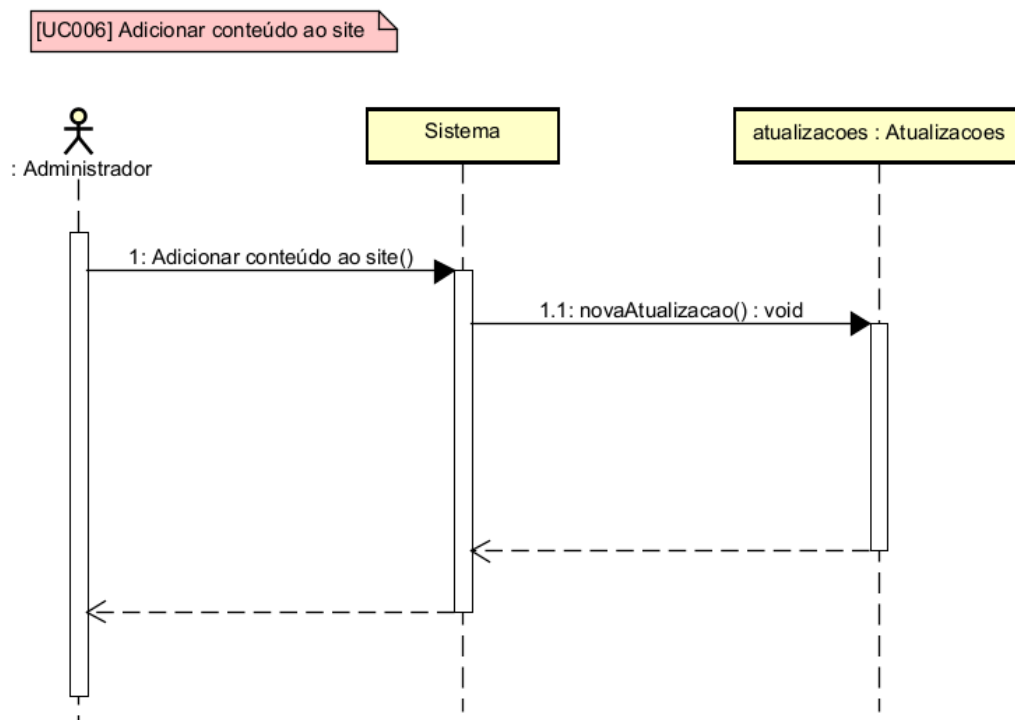 [UC006] Adicionar conteúdo ao site
: Administrador
Sistema
atualizacoes : Atualizacoes
1: Adicionar conteúdo ao site()
1.1: novaAtualizacao() : void